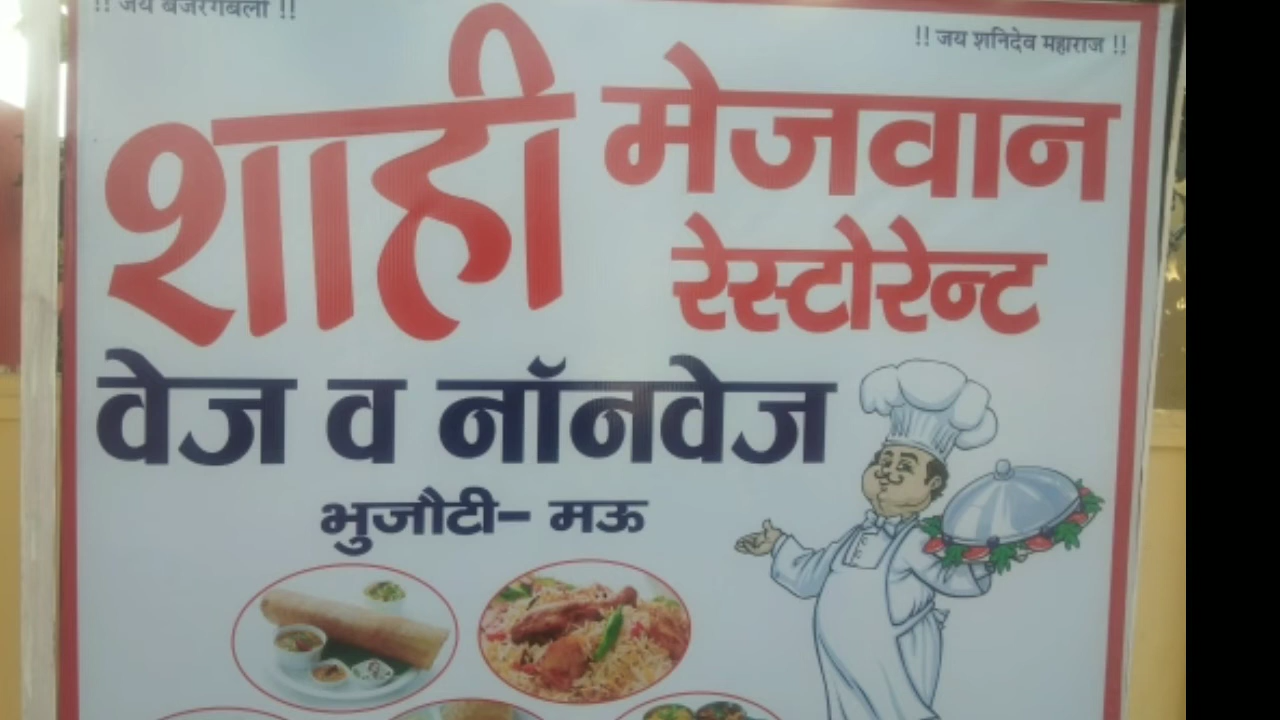 !! जय बजरंगबली !!
!! जय शनिदेव महाराज !!
शाही मेजवान
रेस्टोरेन्ट
वेज व नॉनवेज
भुजौटी- मऊ